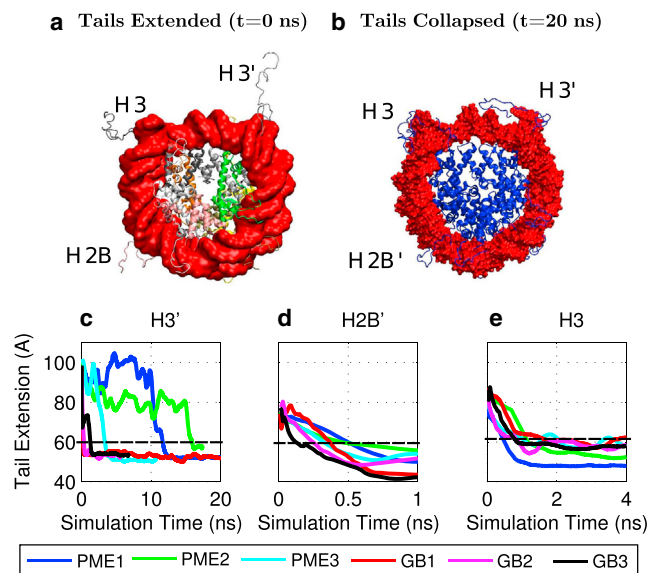 a Tails Extended (t=0 ns)
b Tails Collapsed (t=20 ns)
H3'
H3
H2B
H3'
H3
H2B'
c H3'
d H2B'
e H3
Tail Extension (A)
100
80
60
40
0 10 20
0 0.5 1
0 2 4
Simulation Time (ns)
Simulation Time (ns)
Simulation Time (ns)
PME1 PME2 PME3 GB1 GB2 GB3